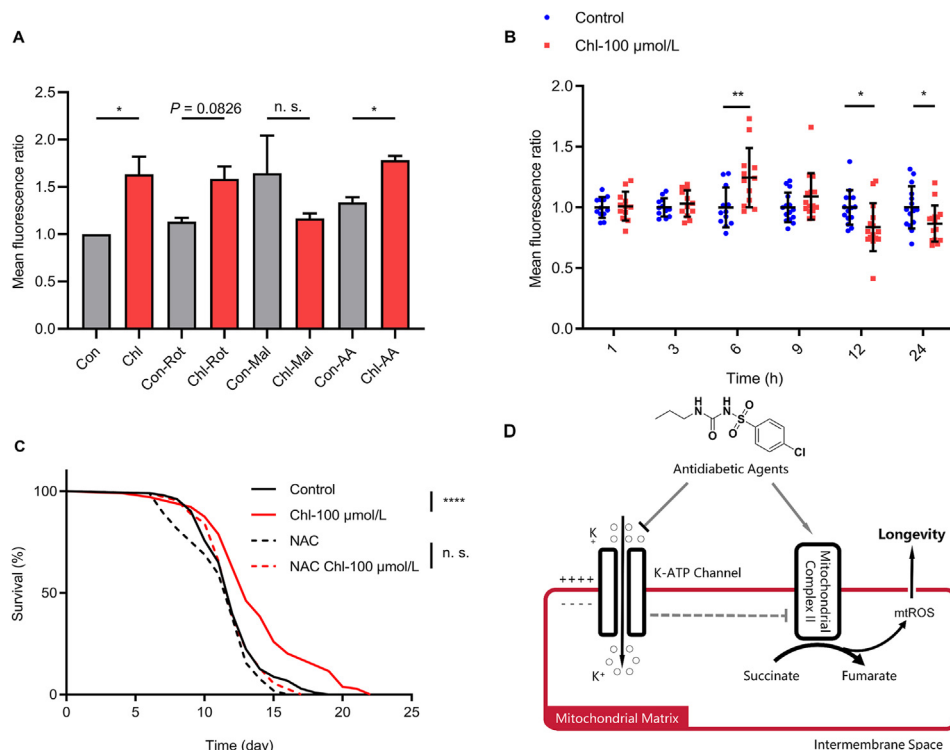 A
2.5
2.0
1.5
1.0
0.5
0.0
Mean fluorescence ratio
*
P = 0.0826
n. s.
*
Con
Chl
Con-Rot
Chl-Rot
Con-Mal
Chl-Mal
Con-AA
Chl-AA
B
Control
Chl-100 μmol/L
2.0
1.5
1.0
0.5
0.0
Mean fluorescence ratio
**
*
*
1
3
6
9
12
24
Time (h)
C
100
50
0
Survival (%)
Control
Chl-100 μmol/L
NAC
NAC Chl-100 μmol/L
****
n. s.
0
5
10
15
20
25
Time (day)
D
H
N
H
N
O
O
S
O
Cl
Antidiabetic Agents
K
+
K-ATP Channel
++++
----
K+
Mitochondrial
Complex II
Longevity
mtROS
Succinate
Fumarate
Mitochondrial Matrix
Intermembrane Space